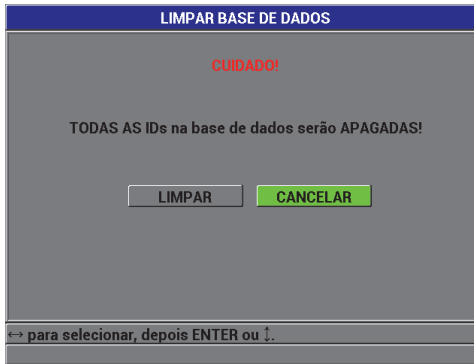 LIMPAR BASE DE DADOS
CUIDADO!
TODAS AS IDs na base de dados serão APAGADAS!
LIMPAR CANCELAR
↔ para selecionar, depois ENTER ou ↕.